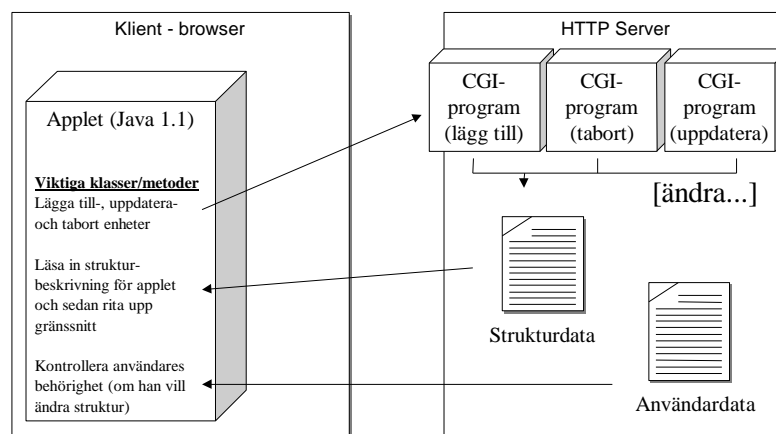 Klient - browser
Applet (Java 1.1)
Viktiga klasser/metoder
Lägga till-, uppdatera-
och tabort enheter
Läsa in struktur-
beskrivning för applet
och sedan rita upp
gränssnitt
Kontrollera användares
behörighet (om han vill
ändra struktur)
HTTP Server
CGI-
program
(lägg till)
CGI-
program
(tabort)
CGI-
program
(uppdatera)
[ändra...]
Strukturdata
Användardata